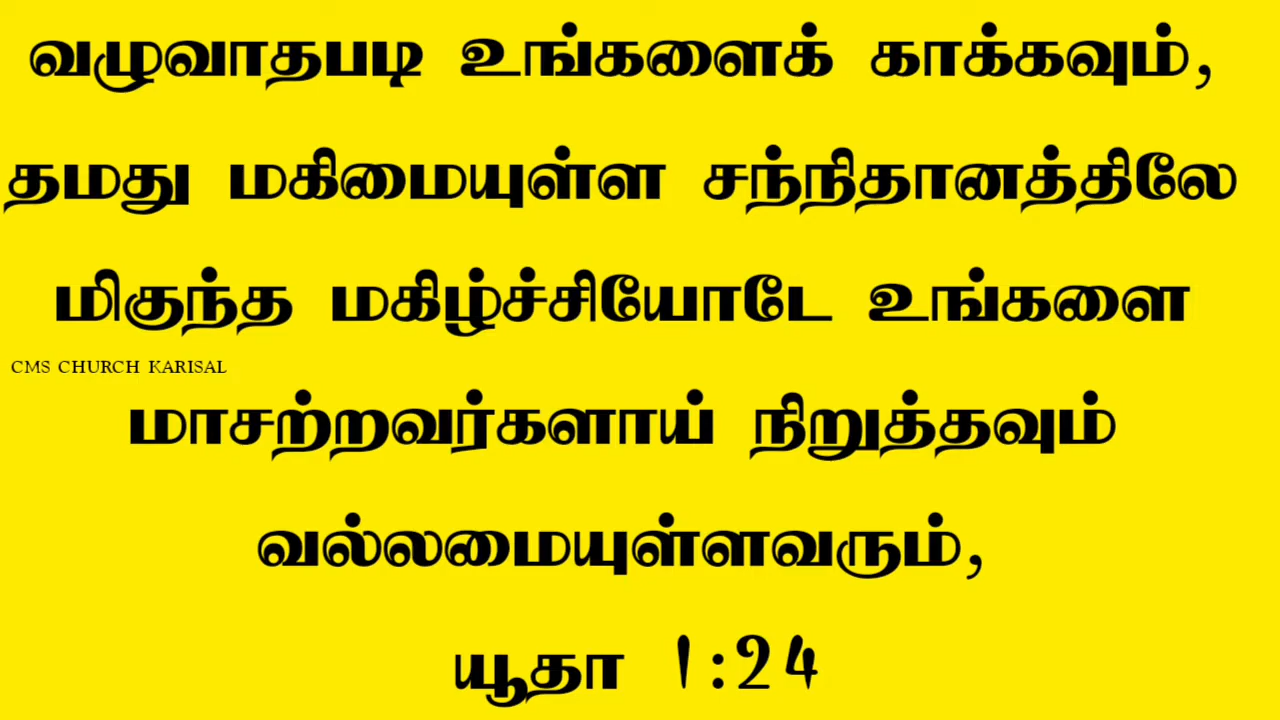 வழுவாதபடி உங்களைக் காக்கவும்,
தமது மகிமையுள்ள சந்நிதானத்திலே
மிகுந்த மகிழ்ச்சியோடே உங்களை
CMS CHURCH KARISAL
மாசற்றவர்களாய் நிறுத்தவும்
வல்லமையுள்ளவரும்,
யூதா 1:24